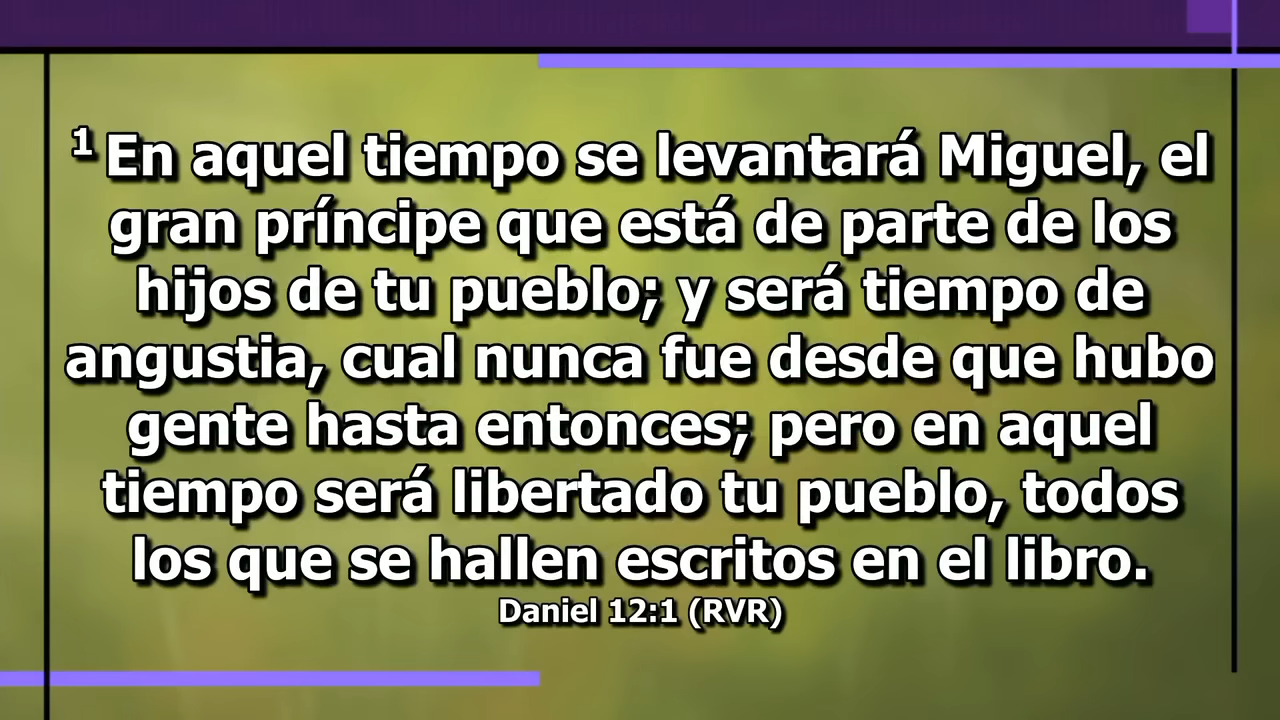 1 En aquel tiempo se levantará Miguel, el
gran príncipe que está de parte de los
hijos de tu pueblo; y será tiempo de
angustia, cual nunca fue desde que hubo
gente hasta entonces; pero en aquel
tiempo será libertado tu pueblo, todos
los que se hallen escritos en el libro.
Daniel 12:1 (RVR)